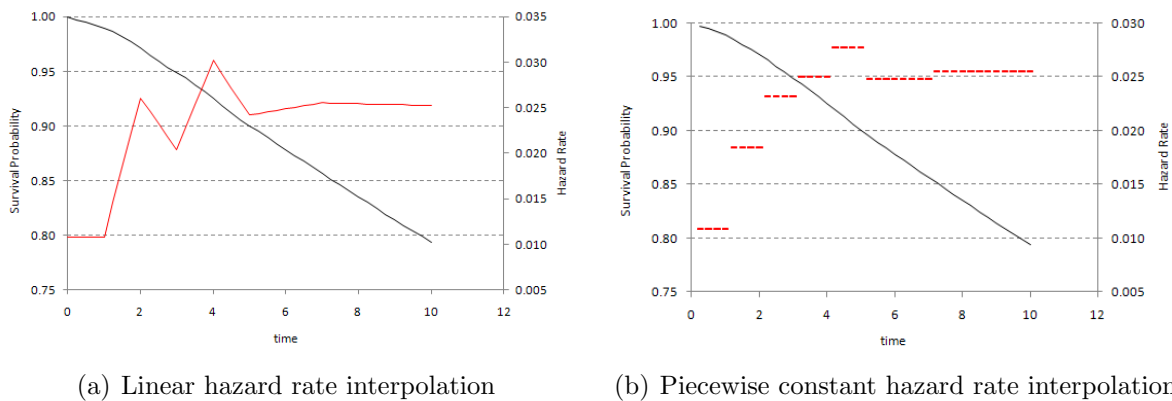 1.00
0.95
0.90
0.85
0.80
0.75
Survival Probability
0.035
0.030
0.025
0.020
0.015
0.010
0.005
Hazard Rate
0 2 4 6 8 10 12
time
(a) Linear hazard rate interpolation
1.00
0.95
0.90
0.85
0.80
0.75
Survival Probability
0.030
0.025
0.020
0.015
0.010
0.005
Hazard Rate
0 2 4 6 8 10 12
time
(b) Piecewise constant hazard rate interpolation